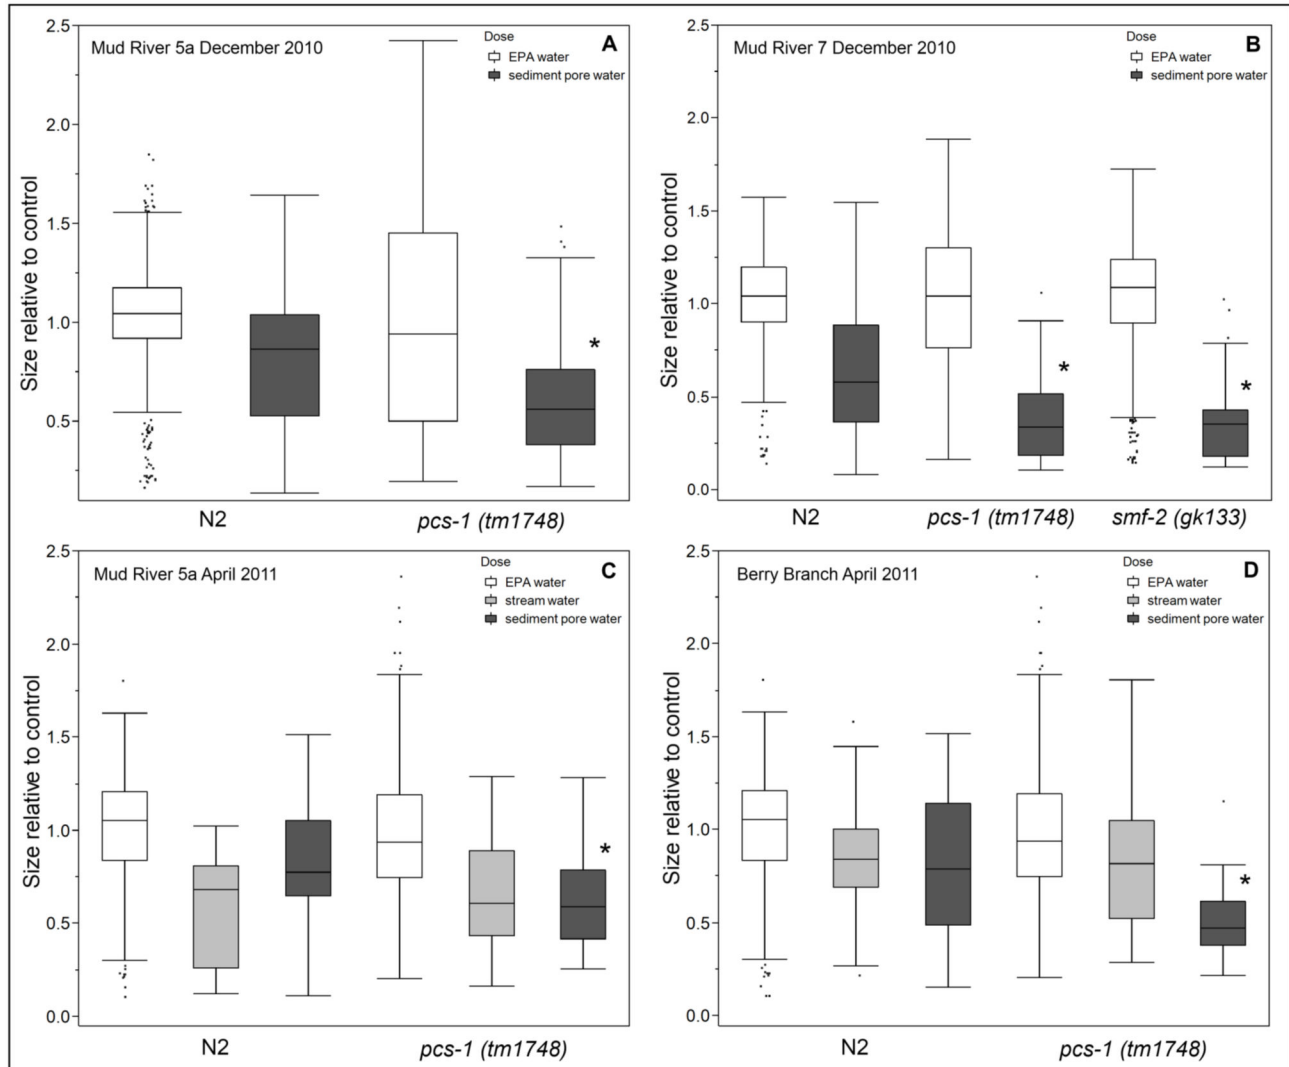 Mud River 5a December 2010
A
Dose
EPA water
sediment pore water
Size relative to control
2.5
2.0
1.5
1.0
0.5
*
N2
pcs-1 (tm1748)
Mud River 7 December 2010
B
Dose
EPA water
sediment pore water
Size relative to control
2.5
2.0
1.5
1.0
0.5
0.0
*
*
N2
pcs-1 (tm1748)
smf-2 (gk133)
Mud River 5a April 2011
C
Dose
EPA water
stream water
sediment pore water
Size relative to control
2.5
2.0
1.5
1.0
0.5
0.0
*
N2
pcs-1 (tm1748)
Berry Branch April 2011
D
Dose
EPA water
stream water
sediment pore water
Size relative to control
2.5
2.0
1.5
1.0
0.5
0.0
*
N2
pcs-1 (tm1748)